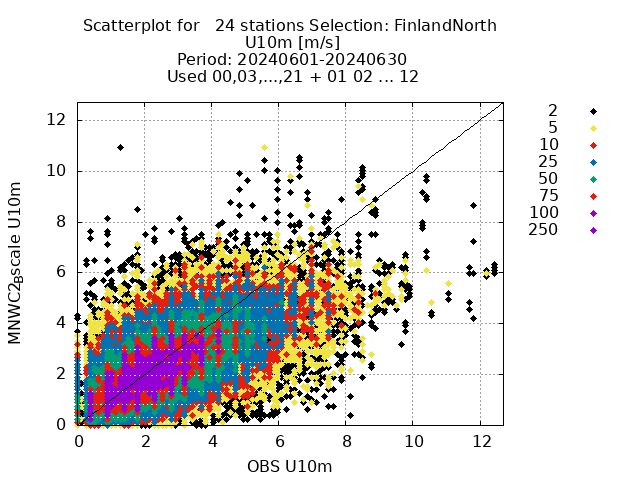 Scatterplot for   24 stations Selection: FinlandNorth
U10m [m/s]
Period: 20240601-20240630
Used 00,03,...,21 + 01 02 ... 12
12
10
8
6
4
2
0
0 2 4 6 8 10 12
MNWC2_Bscale U10m
OBS U10m
2
5
10
25
50
75
100
250